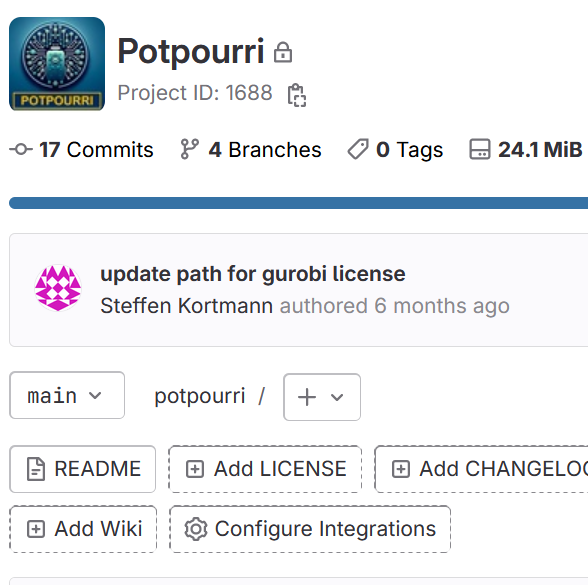 POTPOURRI
Potpourri
Project ID: 1688
17 Commits 4 Branches 0 Tags 24.1 MiB
update path for gurobi license
Steffen Kortmann authored 6 months ago
main potpourri / +
README Add LICENSE Add CHANGELO
Add Wiki Configure Integrations